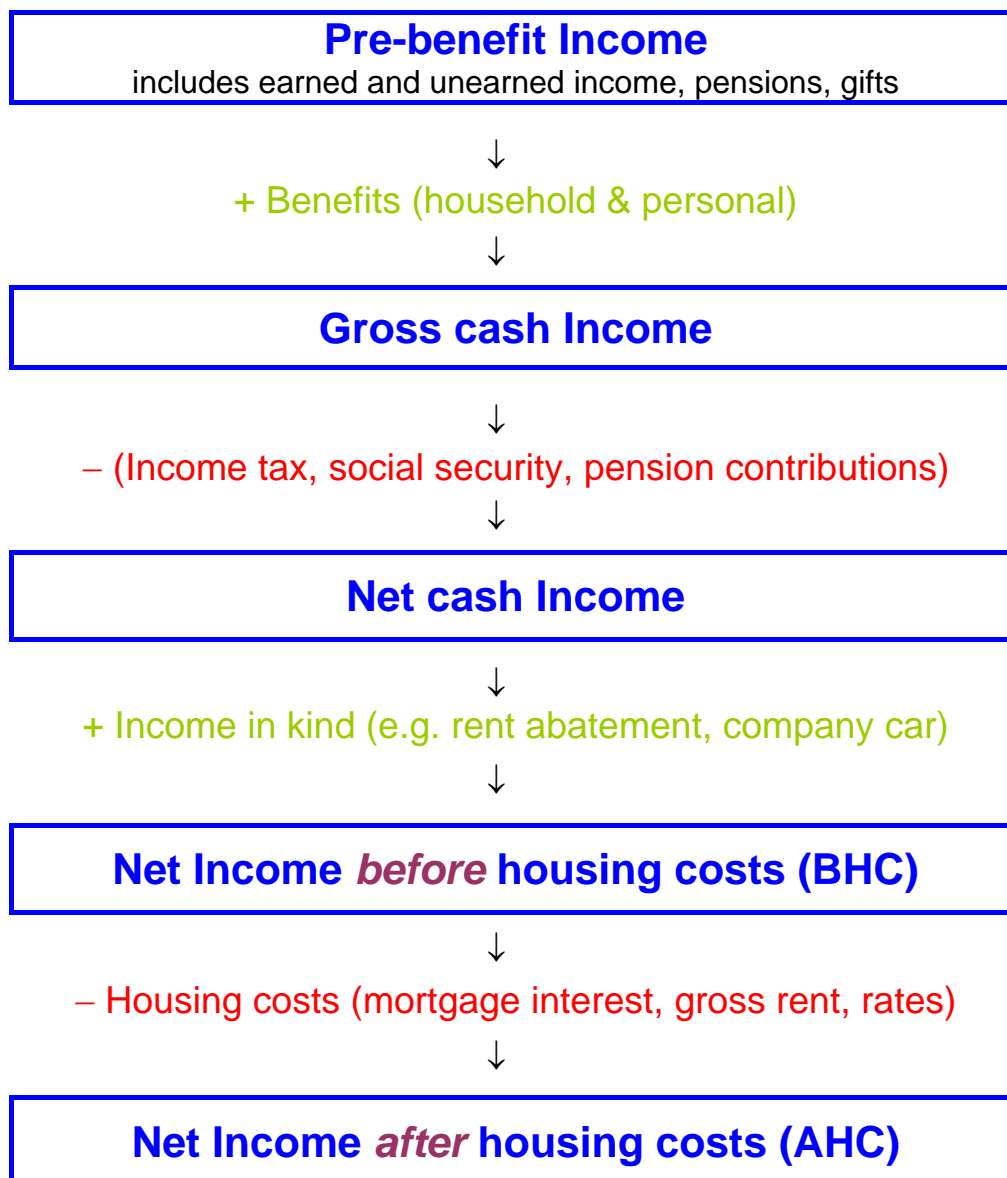 Pre-benefit Income
includes earned and unearned income, pensions, gifts
↓
+ Benefits (household & personal)
↓
Gross cash Income
↓
– (Income tax, social security, pension contributions)
↓
Net cash Income
↓
+ Income in kind (e.g. rent abatement, company car)
↓
Net Income before housing costs (BHC)
↓
– Housing costs (mortgage interest, gross rent, rates)
↓
Net Income after housing costs (AHC)